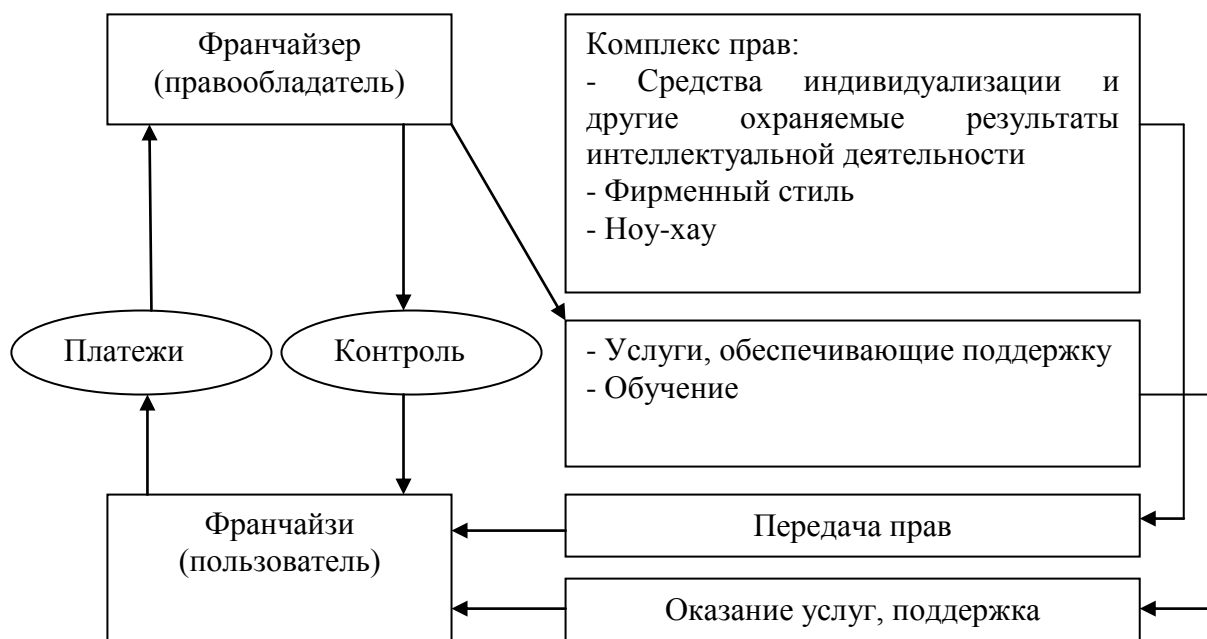 Франчайзер
(правообладатель)
Комплекс прав:
- Средства индивидуализации и
другие охраняемые результаты
интеллектуальной деятельности
- Фирменный стиль
- Ноу-хау
Платежи
Контроль
- Услуги, обеспечивающие поддержку
- Обучение
Франчайзи
(пользователь)
Передача прав
Оказание услуг, поддержка